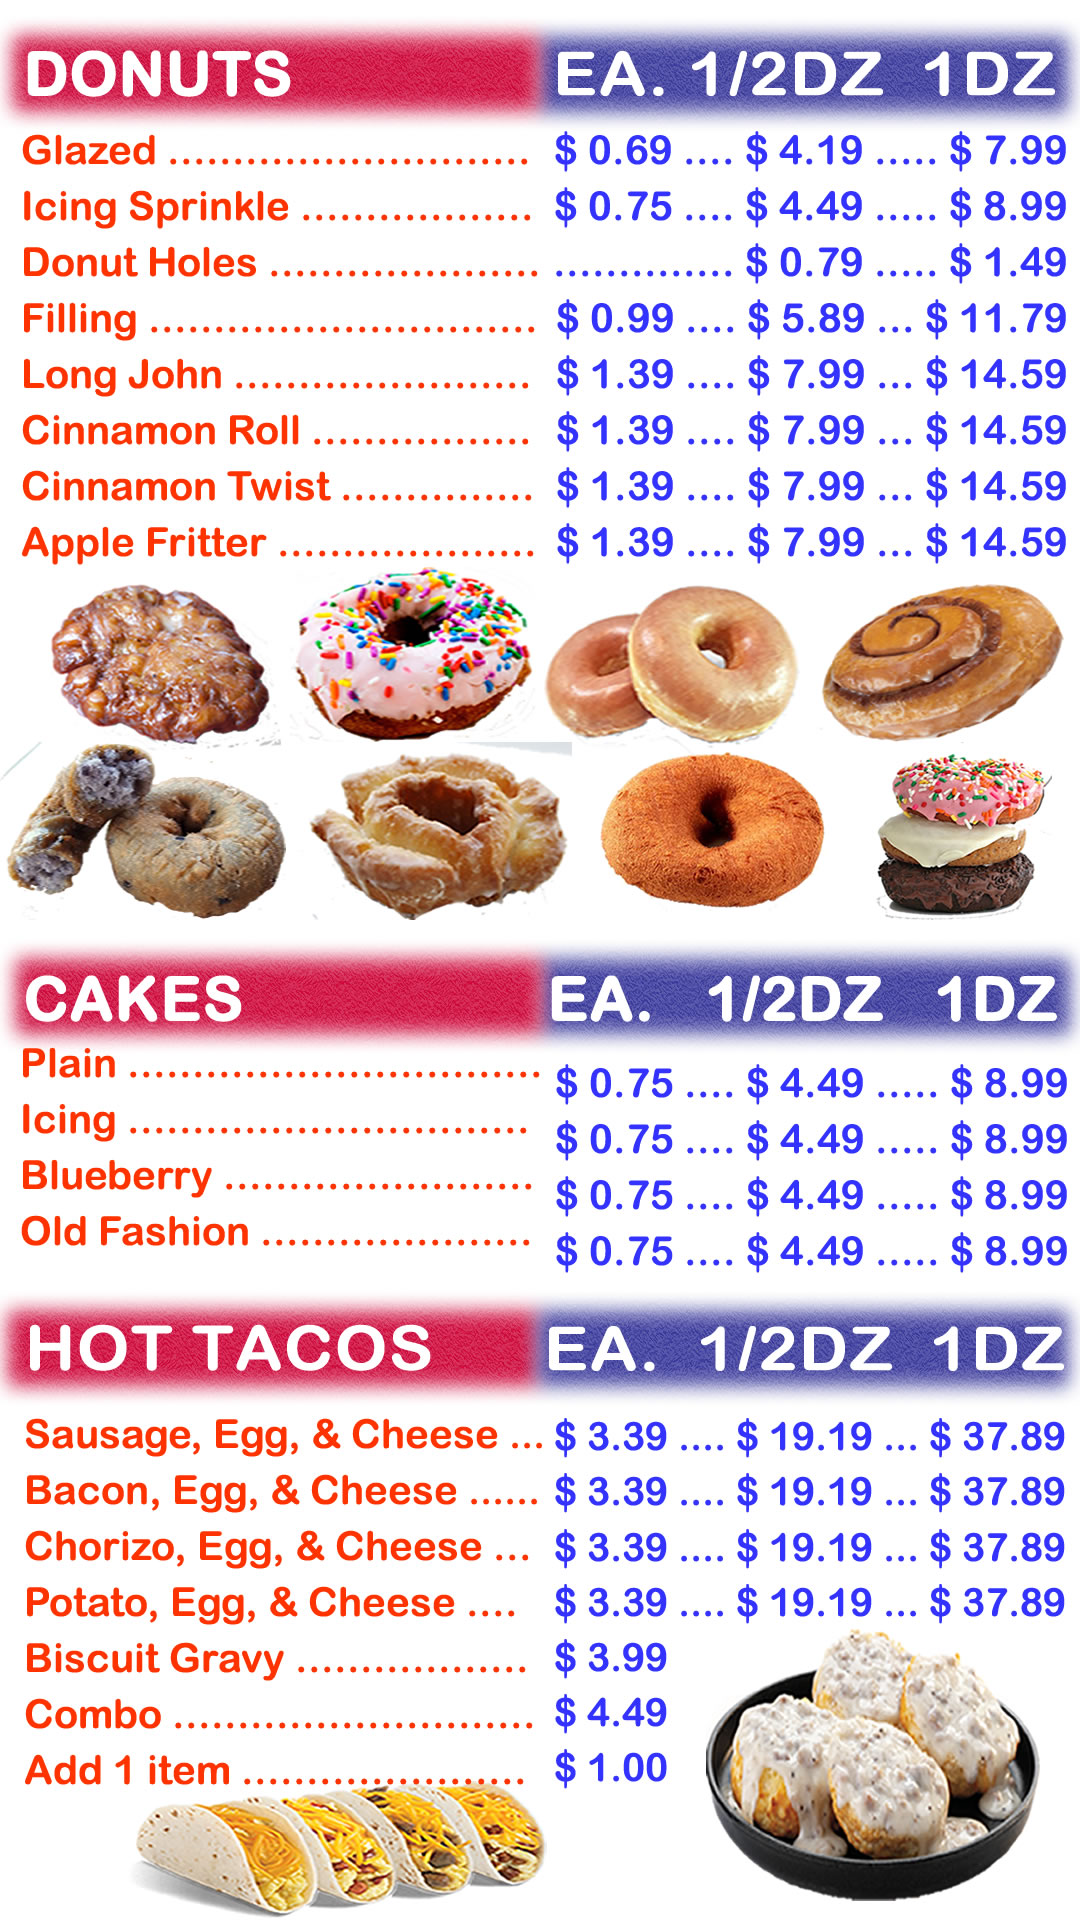 DONUTS EA. 1/2DZ 1DZ
Glazed ............................ $ 0.69 .... $ 4.19 ..... $ 7.99
Icing Sprinkle .................. $ 0.75 .... $ 4.49 ..... $ 8.99
Donut Holes ..................... .............. $ 0.79 ..... $ 1.49
Filling .............................. $ 0.99 .... $ 5.89 ... $ 11.79
Long John ....................... $ 1.39 .... $ 7.99 ... $ 14.59
Cinnamon Roll ................. $ 1.39 .... $ 7.99 ... $ 14.59
Cinnamon Twist ............... $ 1.39 .... $ 7.99 ... $ 14.59
Apple Fritter .................... $ 1.39 .... $ 7.99 ... $ 14.59
CAKES EA. 1/2DZ 1DZ
Plain ................................ $ 0.75 .... $ 4.49 ..... $ 8.99
Icing ............................... $ 0.75 .... $ 4.49 ..... $ 8.99
Blueberry ........................ $ 0.75 .... $ 4.49 ..... $ 8.99
Old Fashion ..................... $ 0.75 .... $ 4.49 ..... $ 8.99
HOT TACOS EA. 1/2DZ 1DZ
Sausage, Egg, & Cheese ... $ 3.39 .... $ 19.19 ... $ 37.89
Bacon, Egg, & Cheese ...... $ 3.39 .... $ 19.19 ... $ 37.89
Chorizo, Egg, & Cheese ... $ 3.39 .... $ 19.19 ... $ 37.89
Potato, Egg, & Cheese .... $ 3.39 .... $ 19.19 ... $ 37.89
Biscuit Gravy .................. $ 3.99
Combo ............................ $ 4.49
Add 1 item ...................... $ 1.00